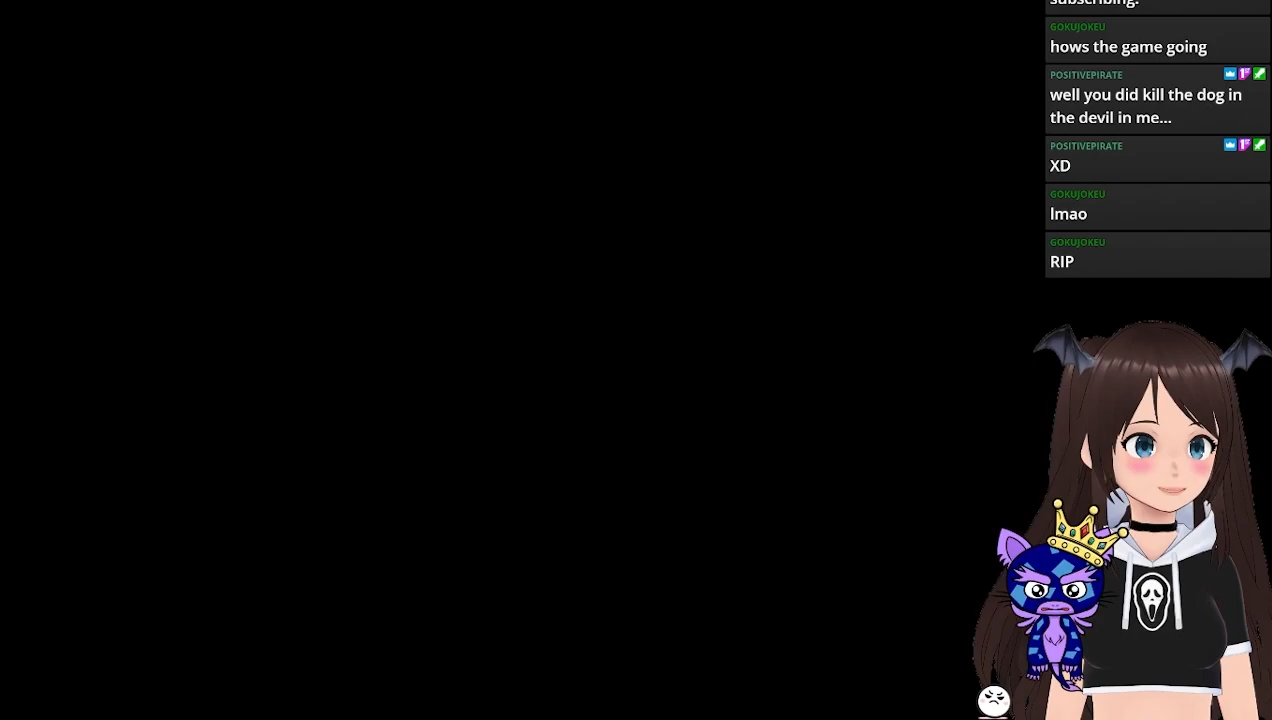 subscribing.
GOKUJOKEU
hows the game going
POSITIVEPIRATE
well you did kill the dog in
the devil in me...
POSITIVEPIRATE
XD
GOKUJOKEU
lmao
GOKUJOKEU
RIP